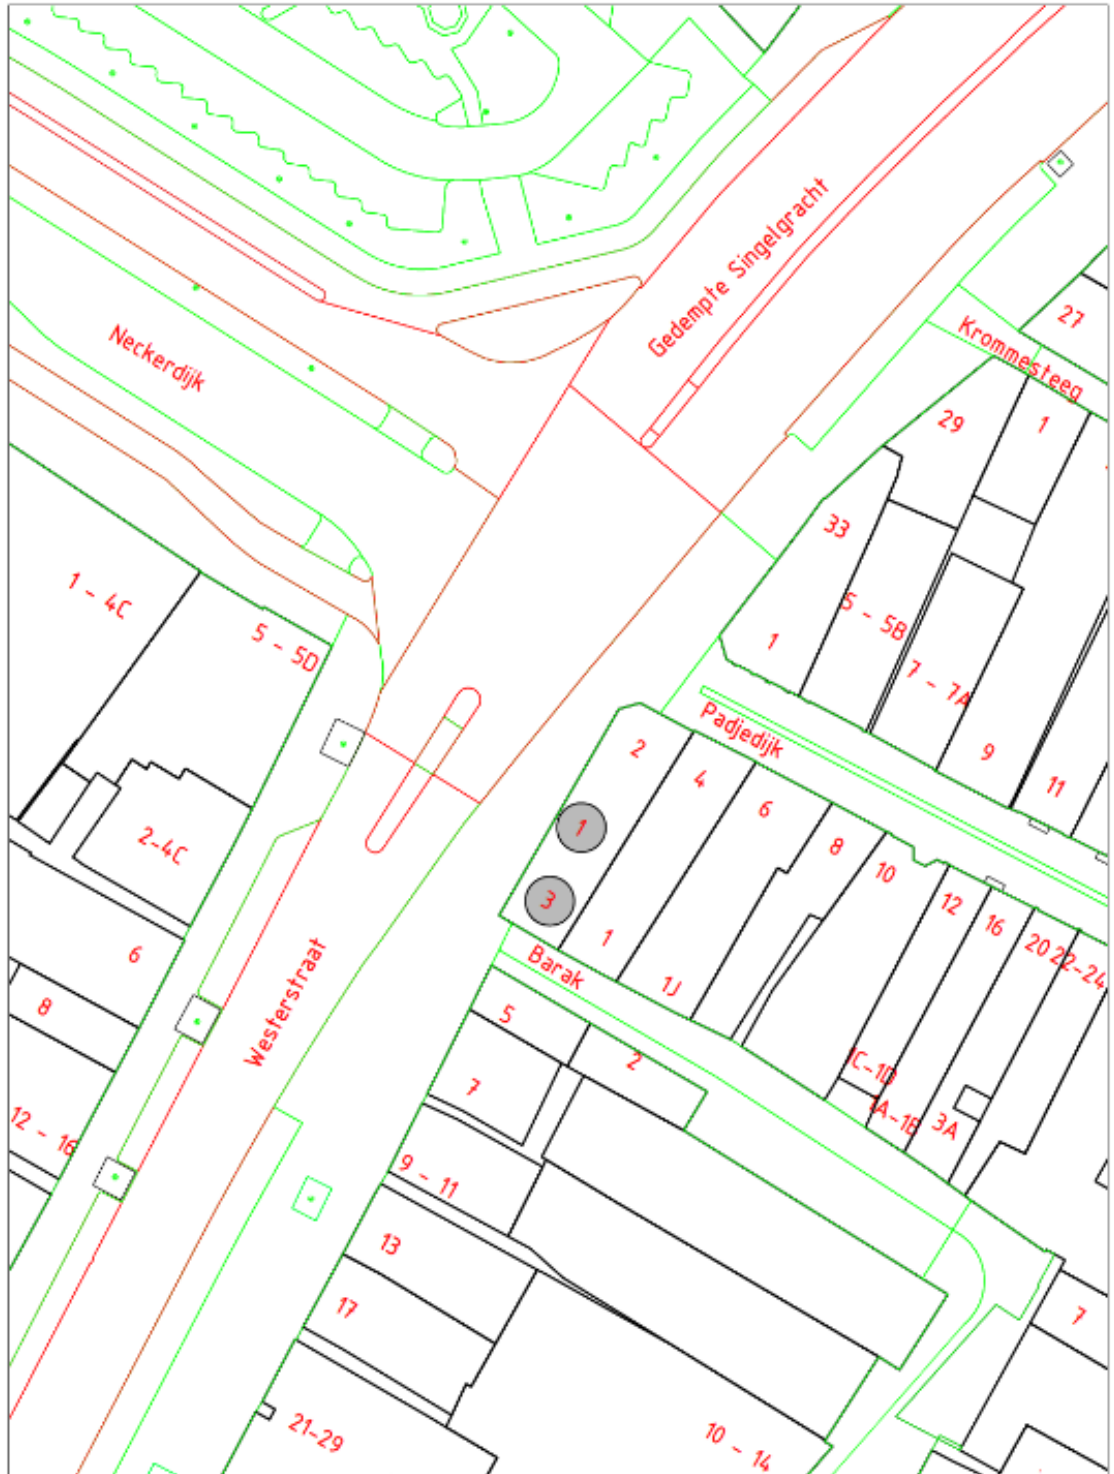 Gedempte Singelgracht
Neckerdijk
Krommesteeg
27
29
1
33
1 - 4C
5 - 5D
5 - 5B
1
7 - 7A
Padjedijk
9
11
2
4
6
8
10
12
16
20
22-24
1
3
2-4C
6
8
Westerstraat
1
1J
Barak
5
2
7
1C-1D
1A-1B
3A
12 - 16
9 - 11
13
17
7
21-29
10 - 14